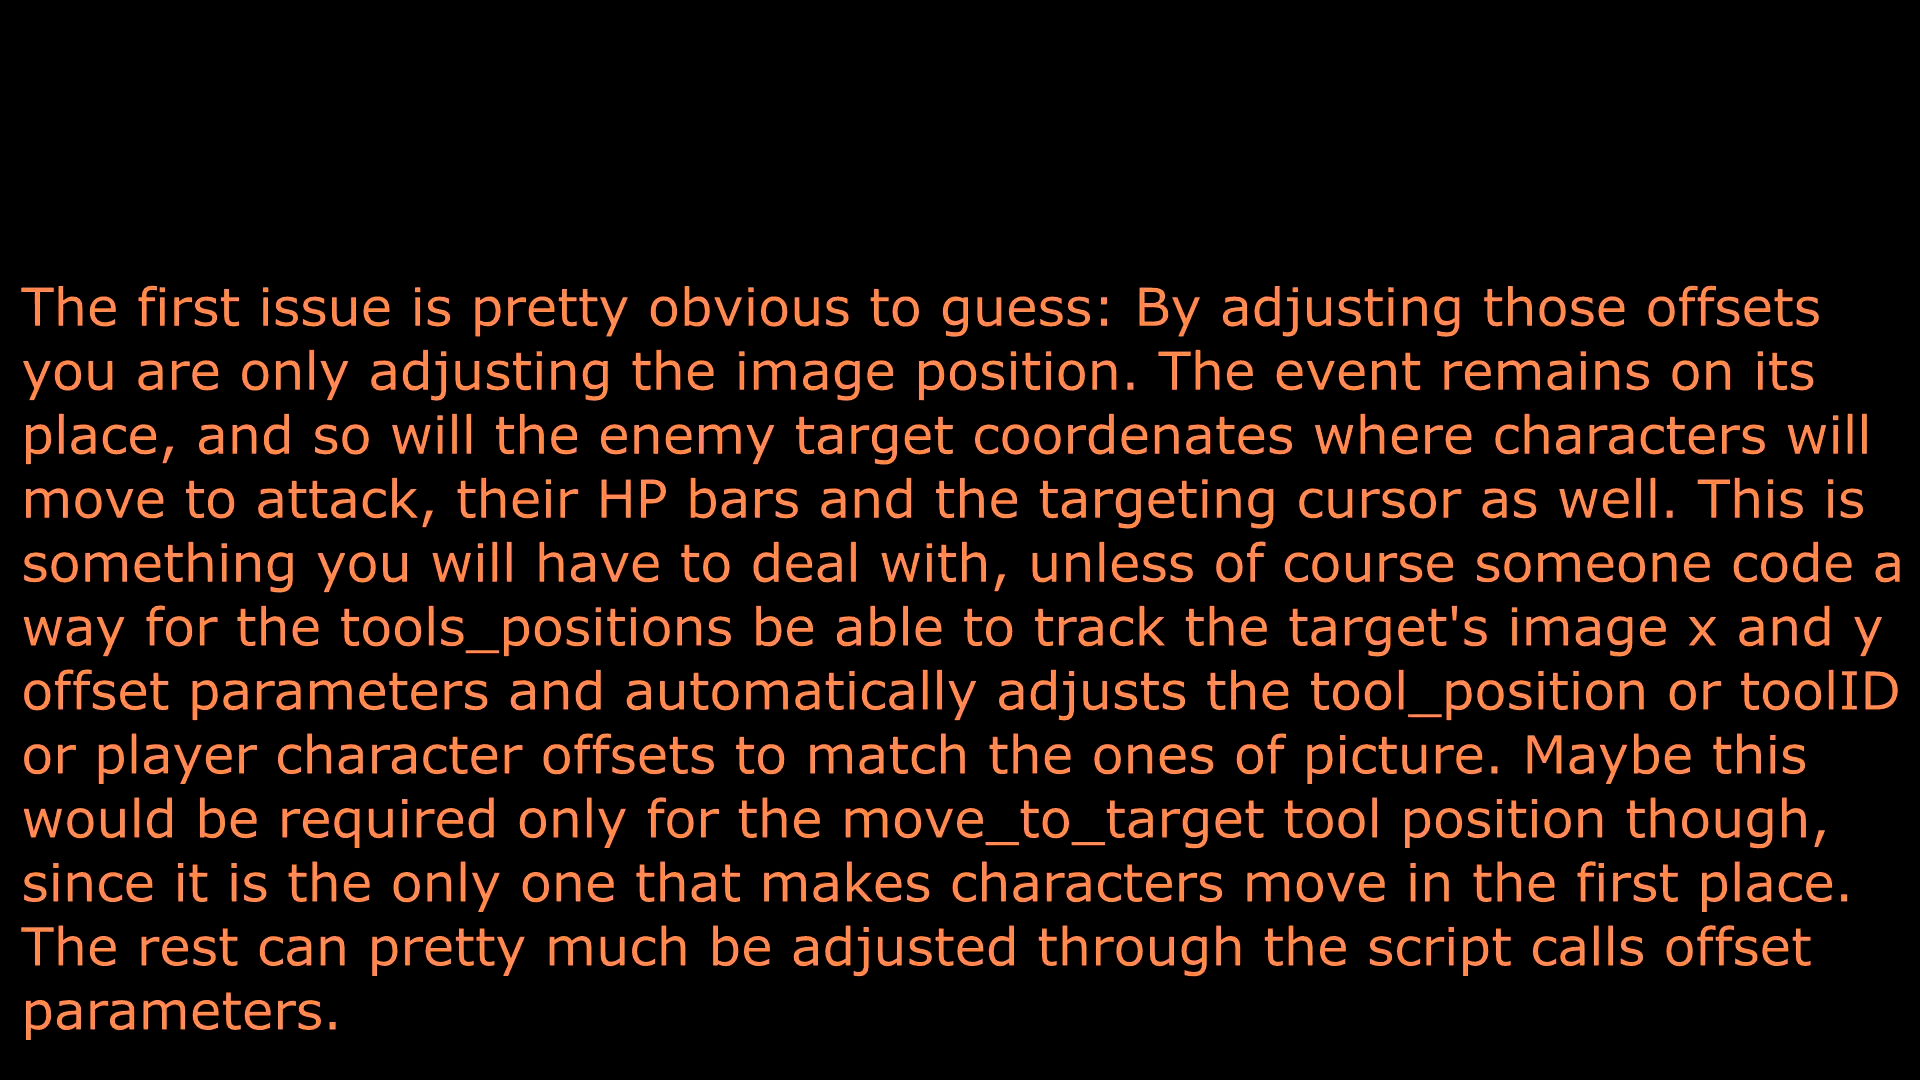 The first issue is pretty obvious to guess: By adjusting those offsets
you are only adjusting the image position. The event remains on its
place, and so will the enemy target coordenates where characters will
move to attack, their HP bars and the targeting cursor as well. This is
something you will have to deal with, unless of course someone code a
way for the tools_positions be able to track the target's image x and y
offset parameters and automatically adjusts the tool_position or toolID
or player character offsets to match the ones of picture. Maybe this
would be required only for the move_to_target tool position though,
since it is the only one that makes characters move in the first place.
The rest can pretty much be adjusted through the script calls offset
parameters.